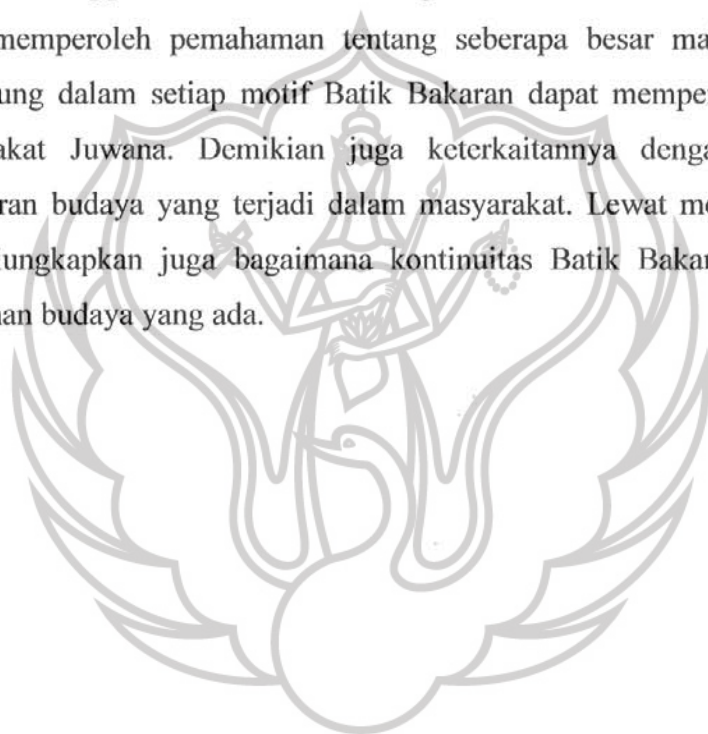 memperoleh pemahaman tentang seberapa besar ma
ung dalam setiap motif Batik Bakaran dapat mempe
akat Juwana. Demikian juga keterkaitannya denga
ran budaya yang terjadi dalam masyarakat. Lewat me
ungkapkan juga bagaimana kontinuitas Batik Bakar
an budaya yang ada.